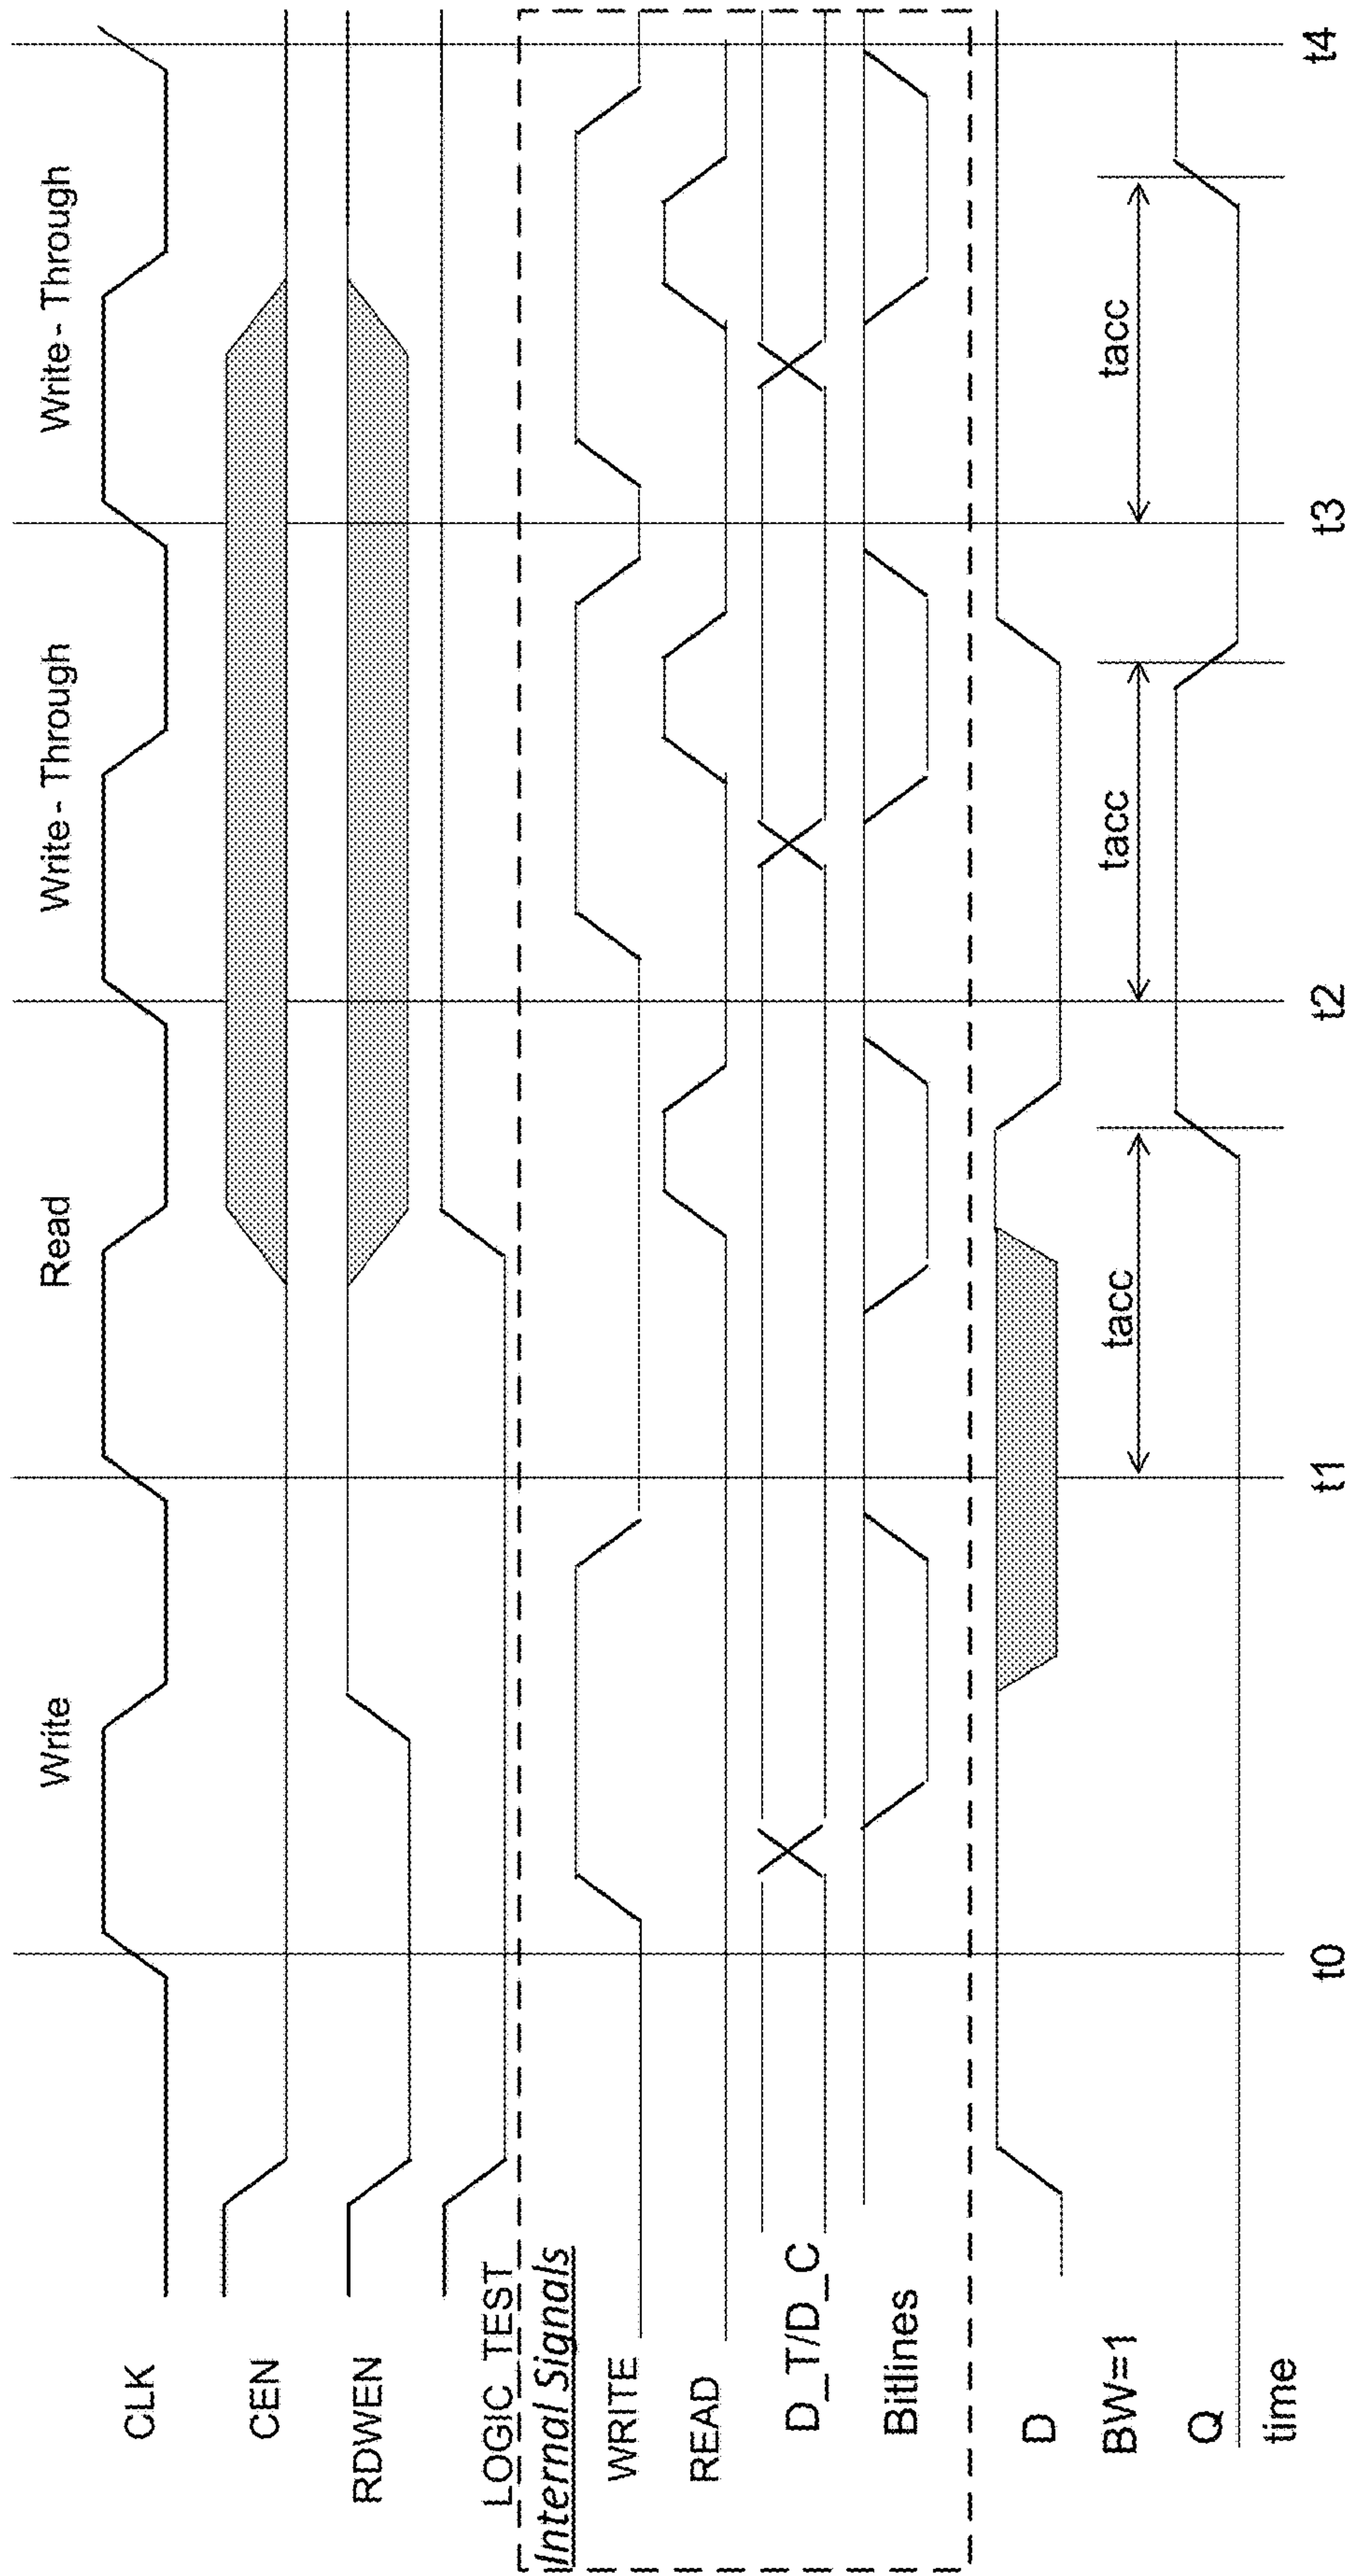 Write
Read
Write - Through
Write - Through
CLK
CEN
RDWEN
LOGIC_TEST
Internal Signals
WRITE
READ
D_T/D_C
Bitlines
D
BW=1
tacc
tacc
tacc
Q
time
t0
t1
t2
t3
t4